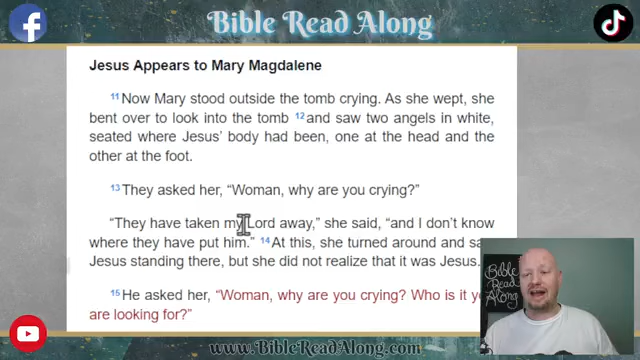 Bible Read Along
Jesus Appears to Mary Magdalene
11 Now Mary stood outside the tomb crying. As she wept, she
bent over to look into the tomb 12 and saw two angels in white,
seated where Jesus’ body had been, one at the head and the
other at the foot.
13 They asked her, “Woman, why are you crying?”
“They have taken my Lord away,” she said, “and I don’t know
where they have put him.” 14 At this, she turned around and
Jesus standing there, but she did not realize that it was Jesus.
15 He asked her, “Woman, why are you crying? Who is it
are looking for?”
Bible
Read
Along
www.BibleReadAlong.com